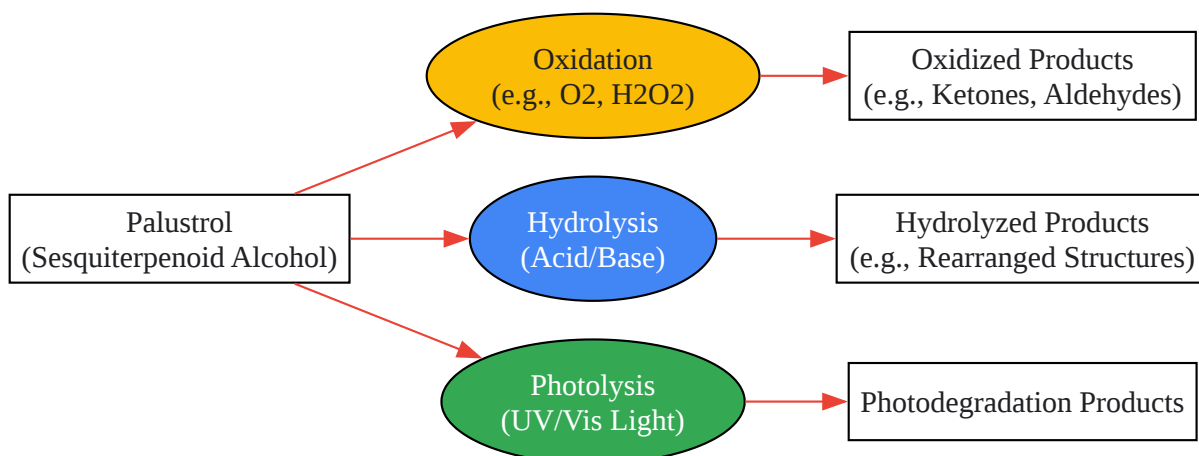 Oxidation
(e.g., O2, H2O2)
Oxidized Products
(e.g., Ketones, Aldehydes)
Palustrol
(Sesquiterpenoid Alcohol)
Hydrolysis
(Acid/Base)
Hydrolyzed Products
(e.g., Rearranged Structures)
Photolysis
(UV/Vis Light)
Photodegradation Products